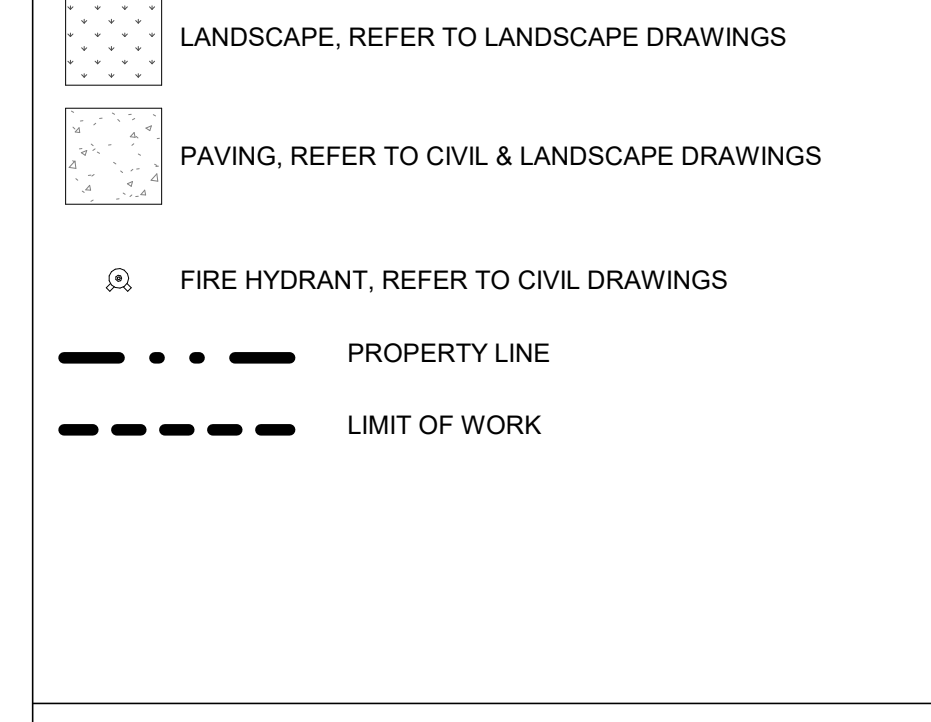 LANDSCAPE, REFER TO LANDSCAPE DRAWINGS
PAVING, REFER TO CIVIL & LANDSCAPE DRAWINGS
FIRE HYDRANT, REFER TO CIVIL DRAWINGS
PROPERTY LINE
LIMIT OF WORK